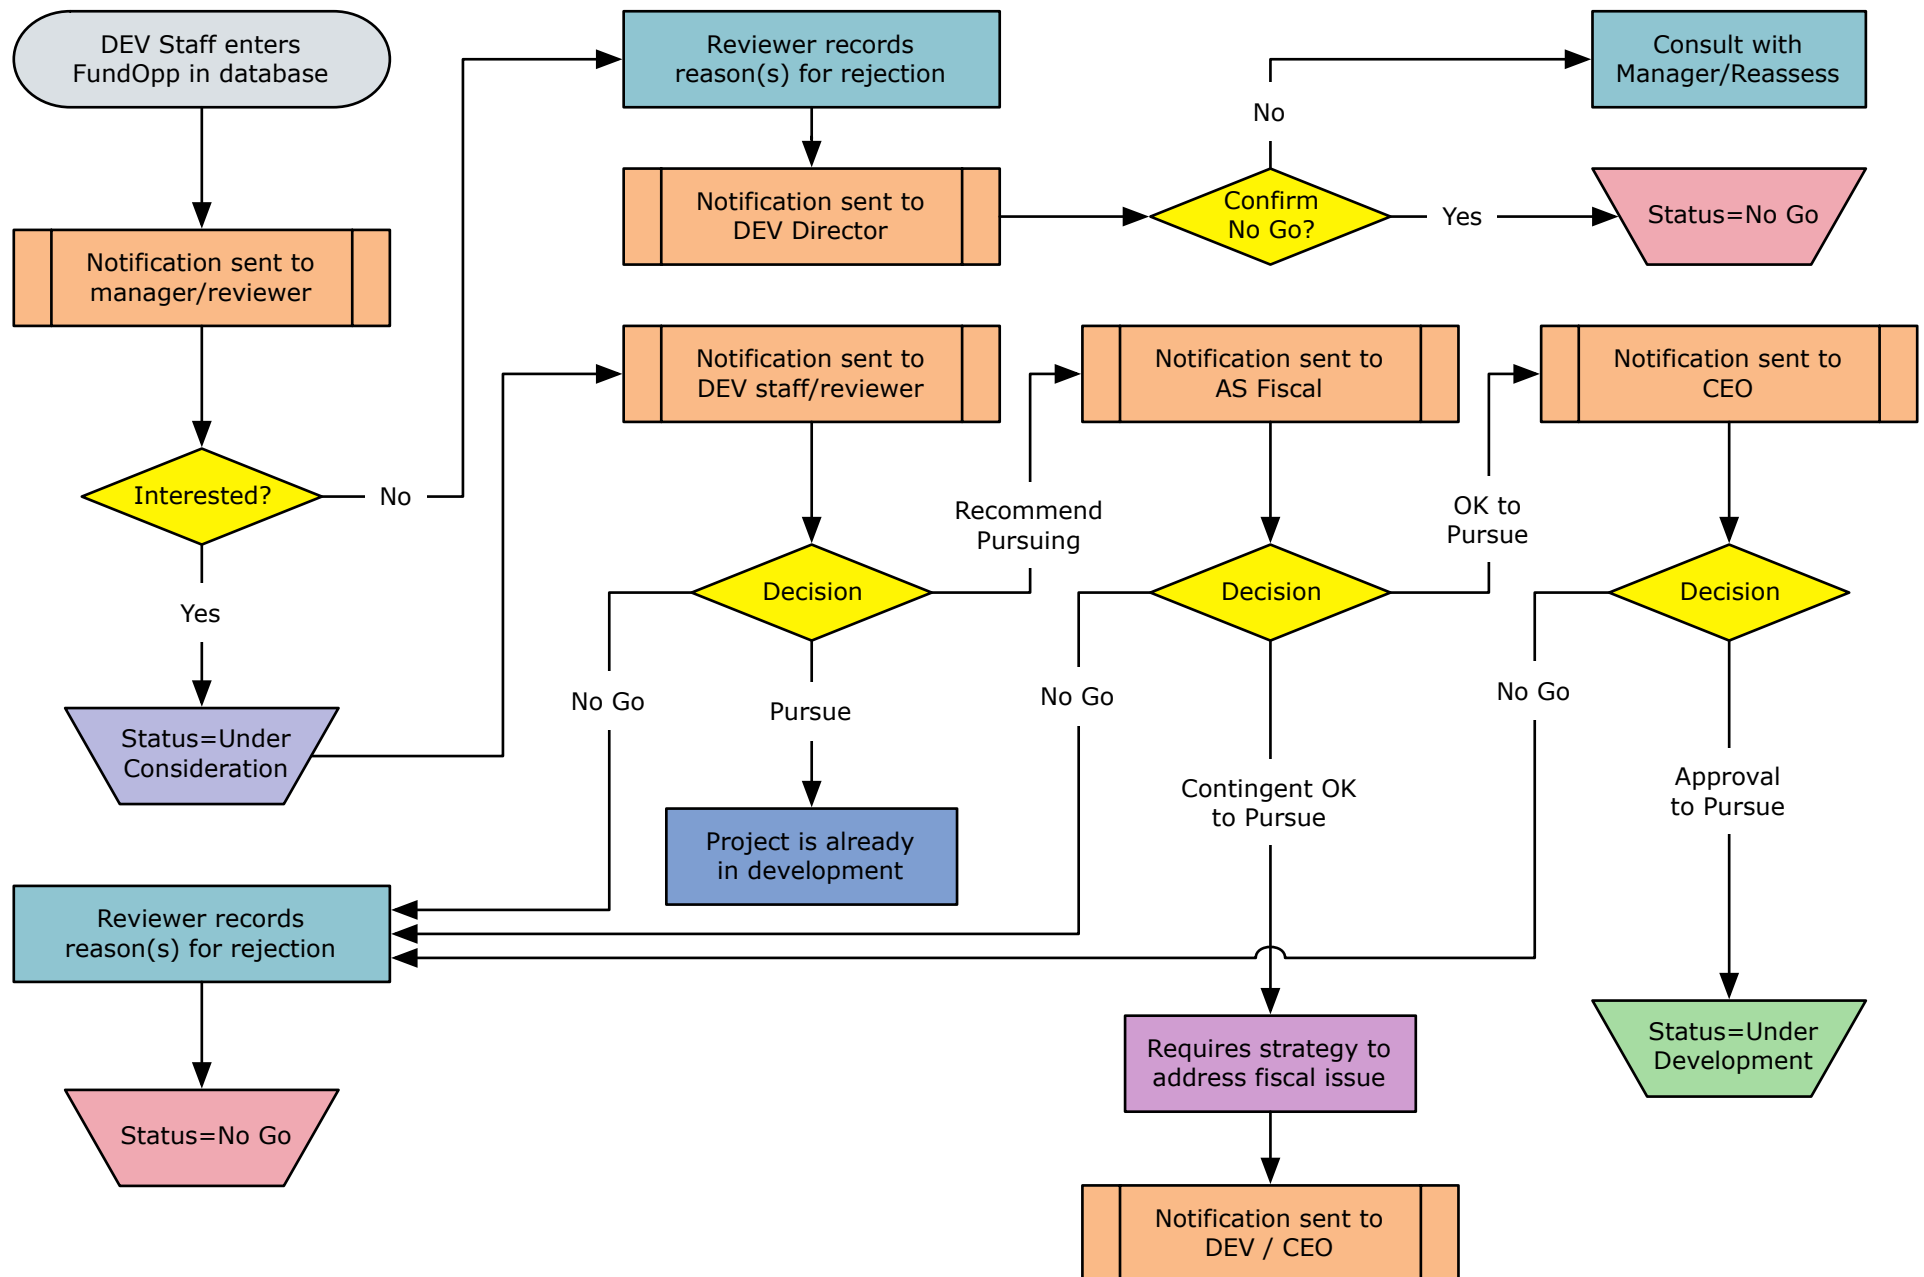 DEV Staff enters
FundOpp in database
Reviewer records
reason(s) for rejection
Consult with
Manager/Reassess
No
Notification sent to
DEV Director
Confirm
No Go?
Yes
Status=No Go
Notification sent to
manager/reviewer
Notification sent to
DEV staff/reviewer
Notification sent to
AS Fiscal
Notification sent to
CEO
Interested?
No
Recommend
Pursuing
OK to
Pursue
Yes
Decision
Decision
Decision
No Go
Pursue
No Go
No Go
Status=Under
Consideration
Contingent OK
to Pursue
Approval
to Pursue
Project is already
in development
Reviewer records
reason(s) for rejection
Requires strategy to
address fiscal issue
Status=Under
Development
Status=No Go
Notification sent to
DEV / CEO